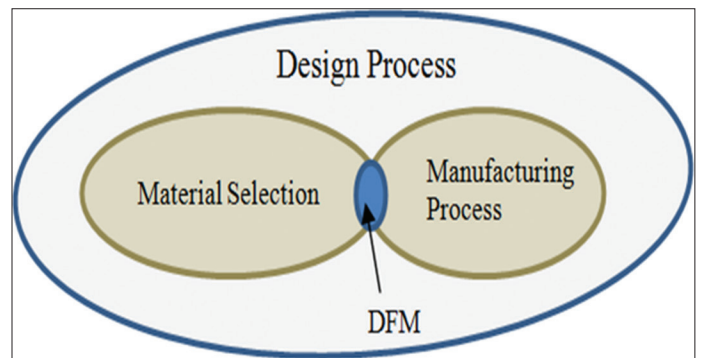 Design Process
Material Selection
Manufacturing
Process
DFM